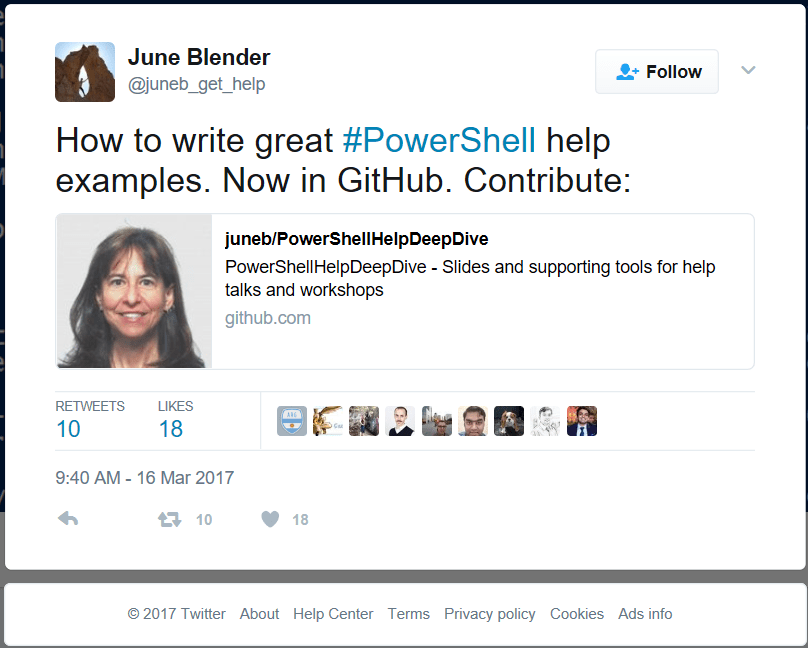 June Blender
@juneb_get_help
Follow
How to write great #PowerShell help
examples. Now in GitHub. Contribute:
juneb/PowerShellHelpDeepDive
PowerShellHelpDeepDive - Slides and supporting tools for help
talks and workshops
github.com
RETWEETS LIKES
10 18
9:40 AM - 16 Mar 2017
10 18
© 2017 Twitter About Help Center Terms Privacy policy Cookies Ads info